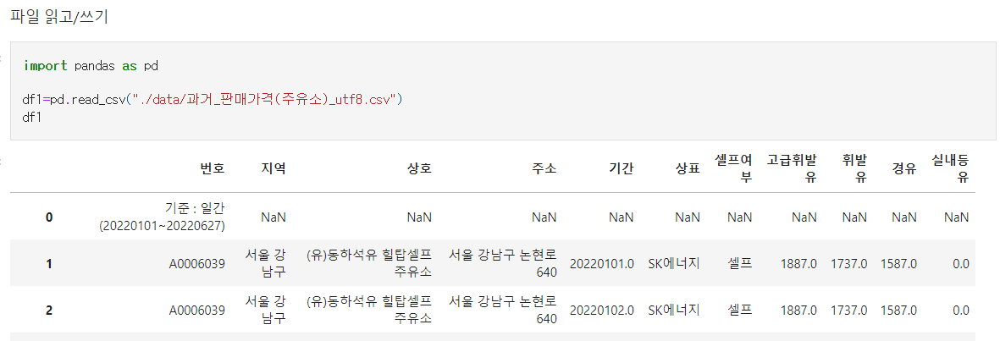 파일 읽고/쓰기
import pandas as pd
df1=pd.read_csv("./data/과거_판매가격(주유소)_utf8.csv")
df1
번호 지역 상호 주소 기간 상표 셀프여부 고급휘발유 휘발유 경유 실내등유
0 기준 : 일간 (20220101~20220627) NaN NaN NaN NaN NaN NaN NaN NaN NaN NaN
1 A0006039 서울 강남구 (유)동하석유 힐탑셀프주유소 서울 강남구 논현로 640 20220101.0 SK에너지 셀프 1887.0 1737.0 1587.0 0.0
2 A0006039 서울 강남구 (유)동하석유 힐탑셀프주유소 서울 강남구 논현로 640 20220102.0 SK에너지 셀프 1887.0 1737.0 1587.0 0.0